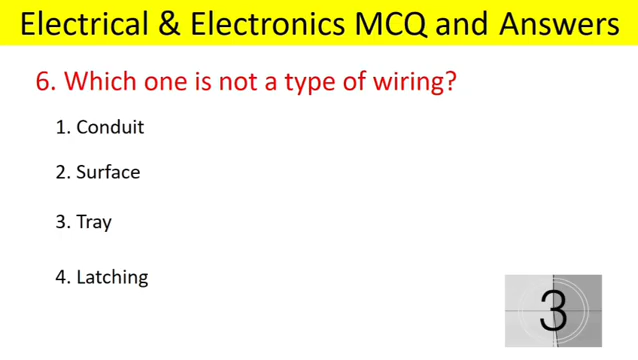 Electrical & Electronics MCQ and Answers
6. Which one is not a type of wiring?
1. Conduit
2. Surface
3. Tray
4. Latching
3